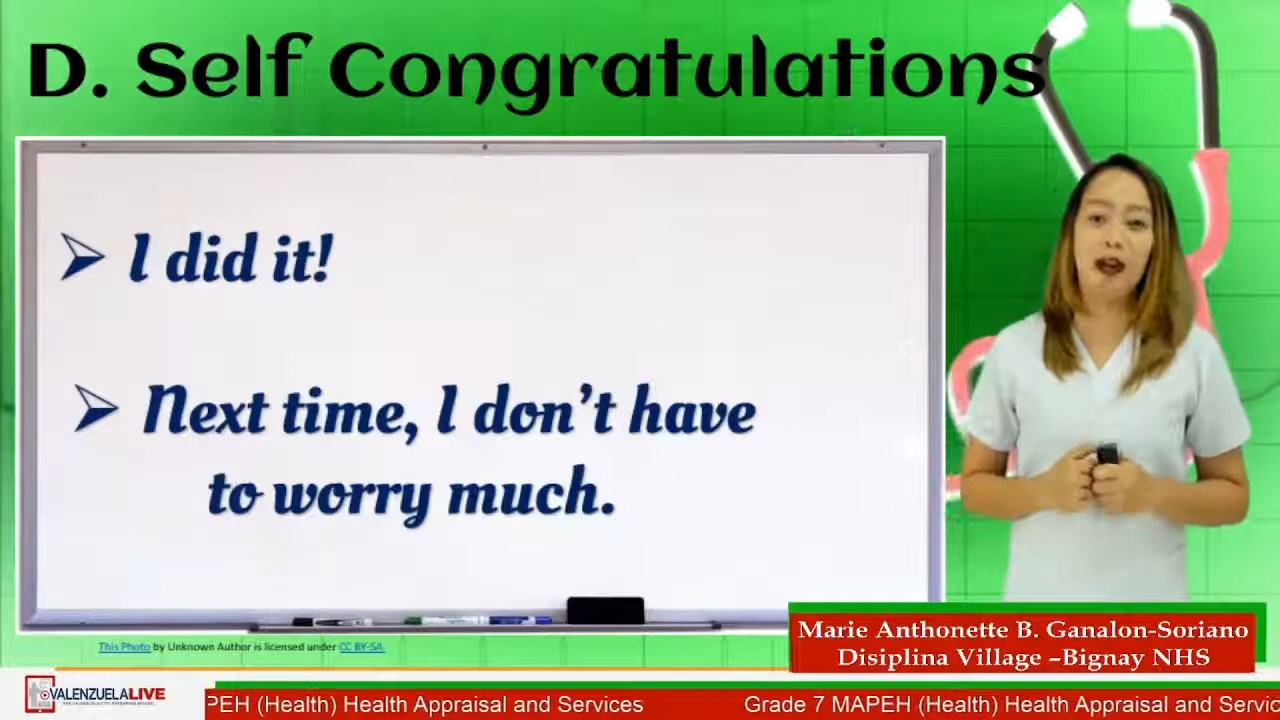 D. Self Congratulations
➢ I did it!
➢ Next time, I don't have
to worry much.
This Photo by Unknown Author is licensed under CC BY-SA.
Marie Anthonette B. Ganalon-Soriano
Disiplina Village –Bignay NHS
VALENZUELALIVE
PEH (Health) Health Appraisal and Services Grade 7 MAPEH (Health) Health Appraisal and Servic